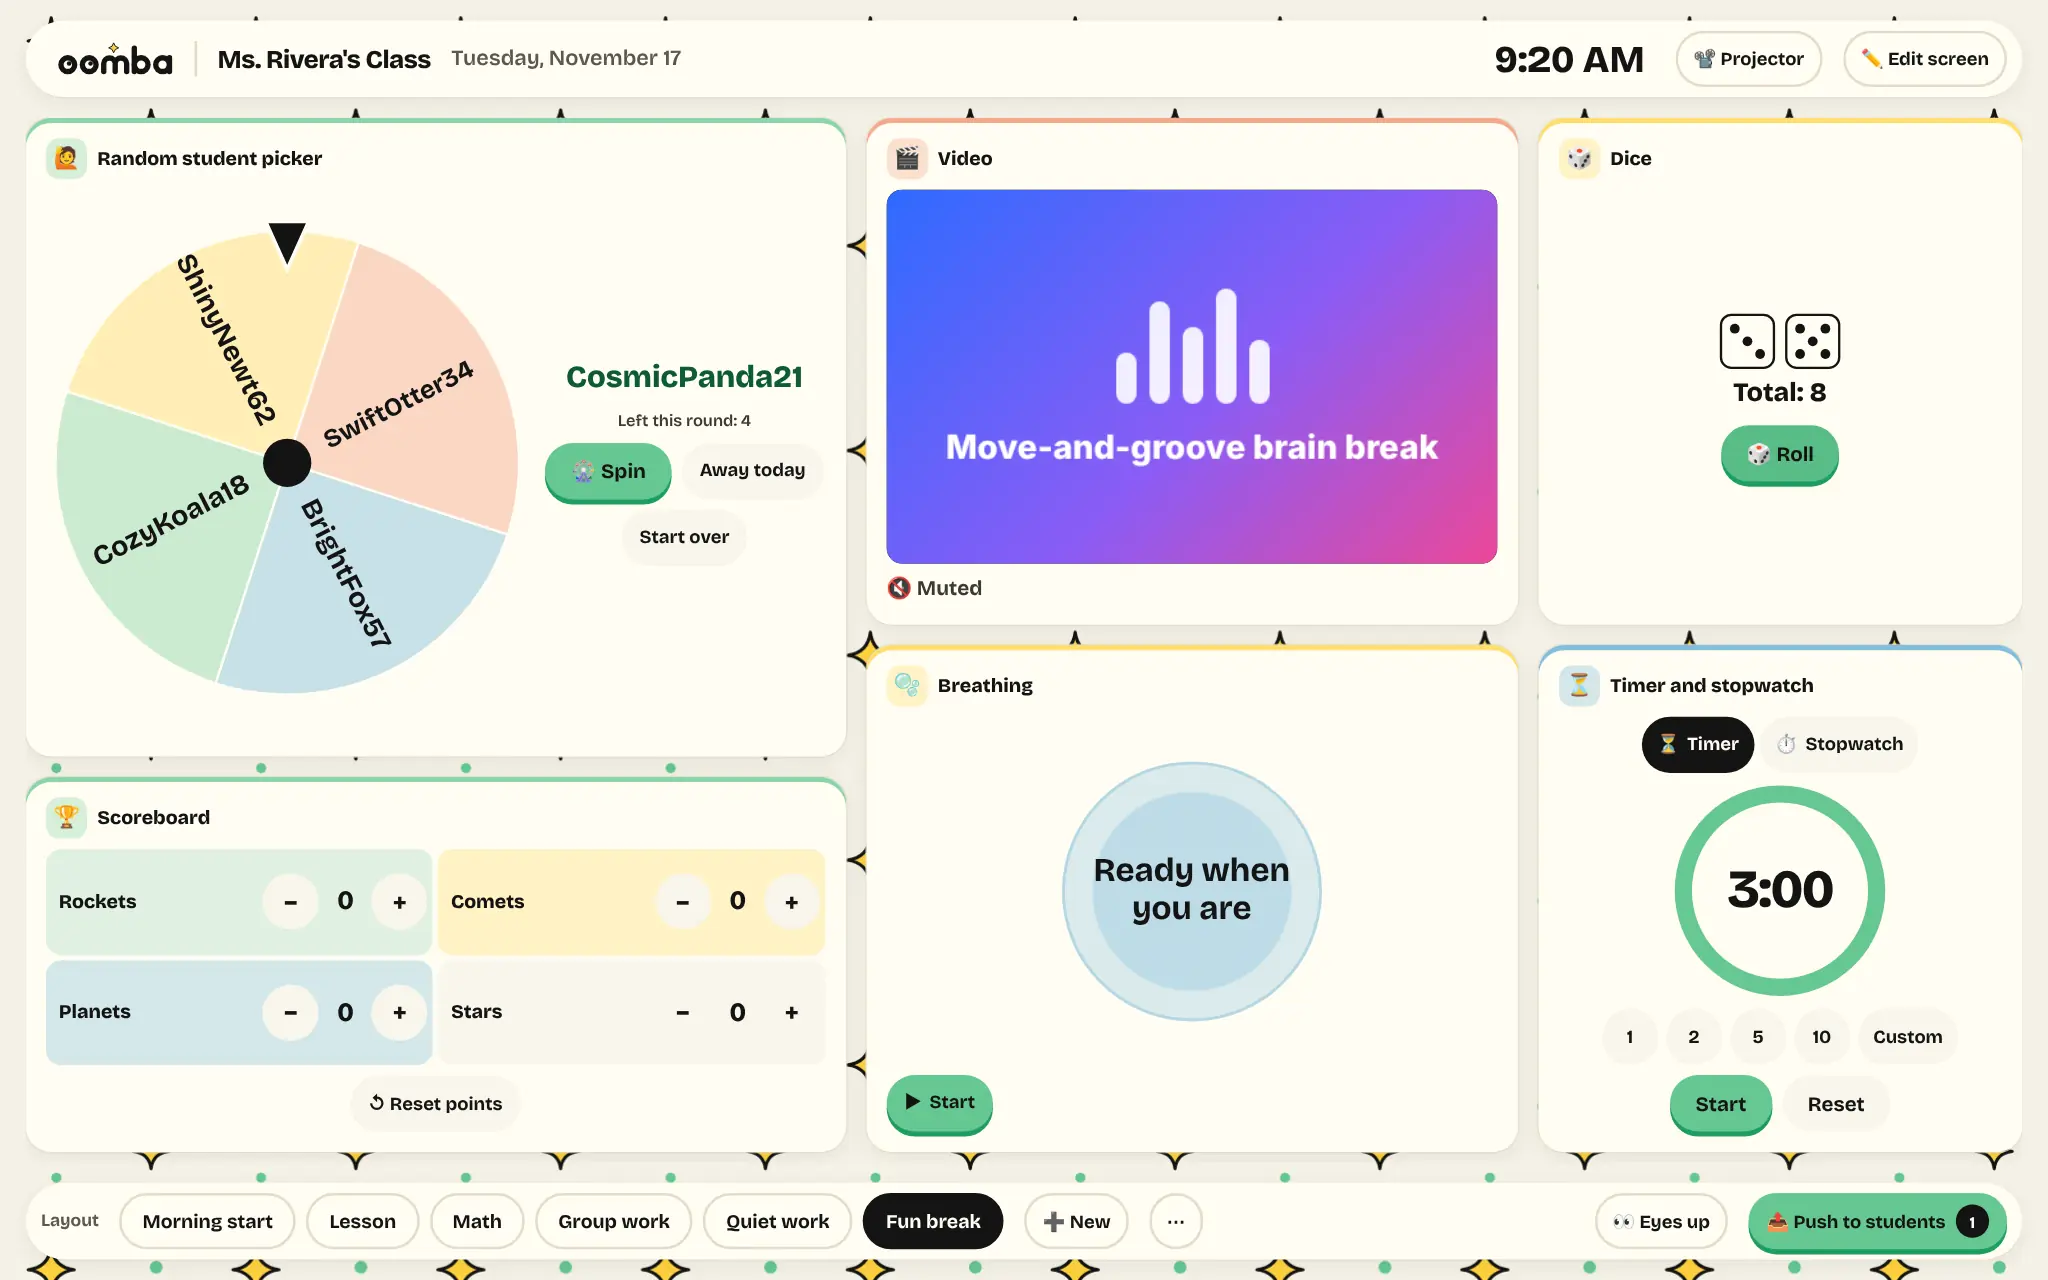 oomba
Ms. Rivera's Class
Tuesday, November 17
9:20 AM
Projector
Edit screen
Random student picker
ShinyNewt62
SwiftOtter34
CozyKoala18
BrightFox57
CosmicPanda21
Left this round: 4
Spin
Away today
Start over
Video
Move-and-groove brain break
Muted
Dice
Total: 8
Roll
Scoreboard
Rockets − 0 +
Comets − 0 +
Planets − 0 +
Stars − 0 +
Reset points
Breathing
Ready when
you are
Start
Timer and stopwatch
Timer
Stopwatch
3:00
1 2 5 10 Custom
Start
Reset
Layout
Morning start
Lesson
Math
Group work
Quiet work
Fun break
New
...
Eyes up
Push to students 1